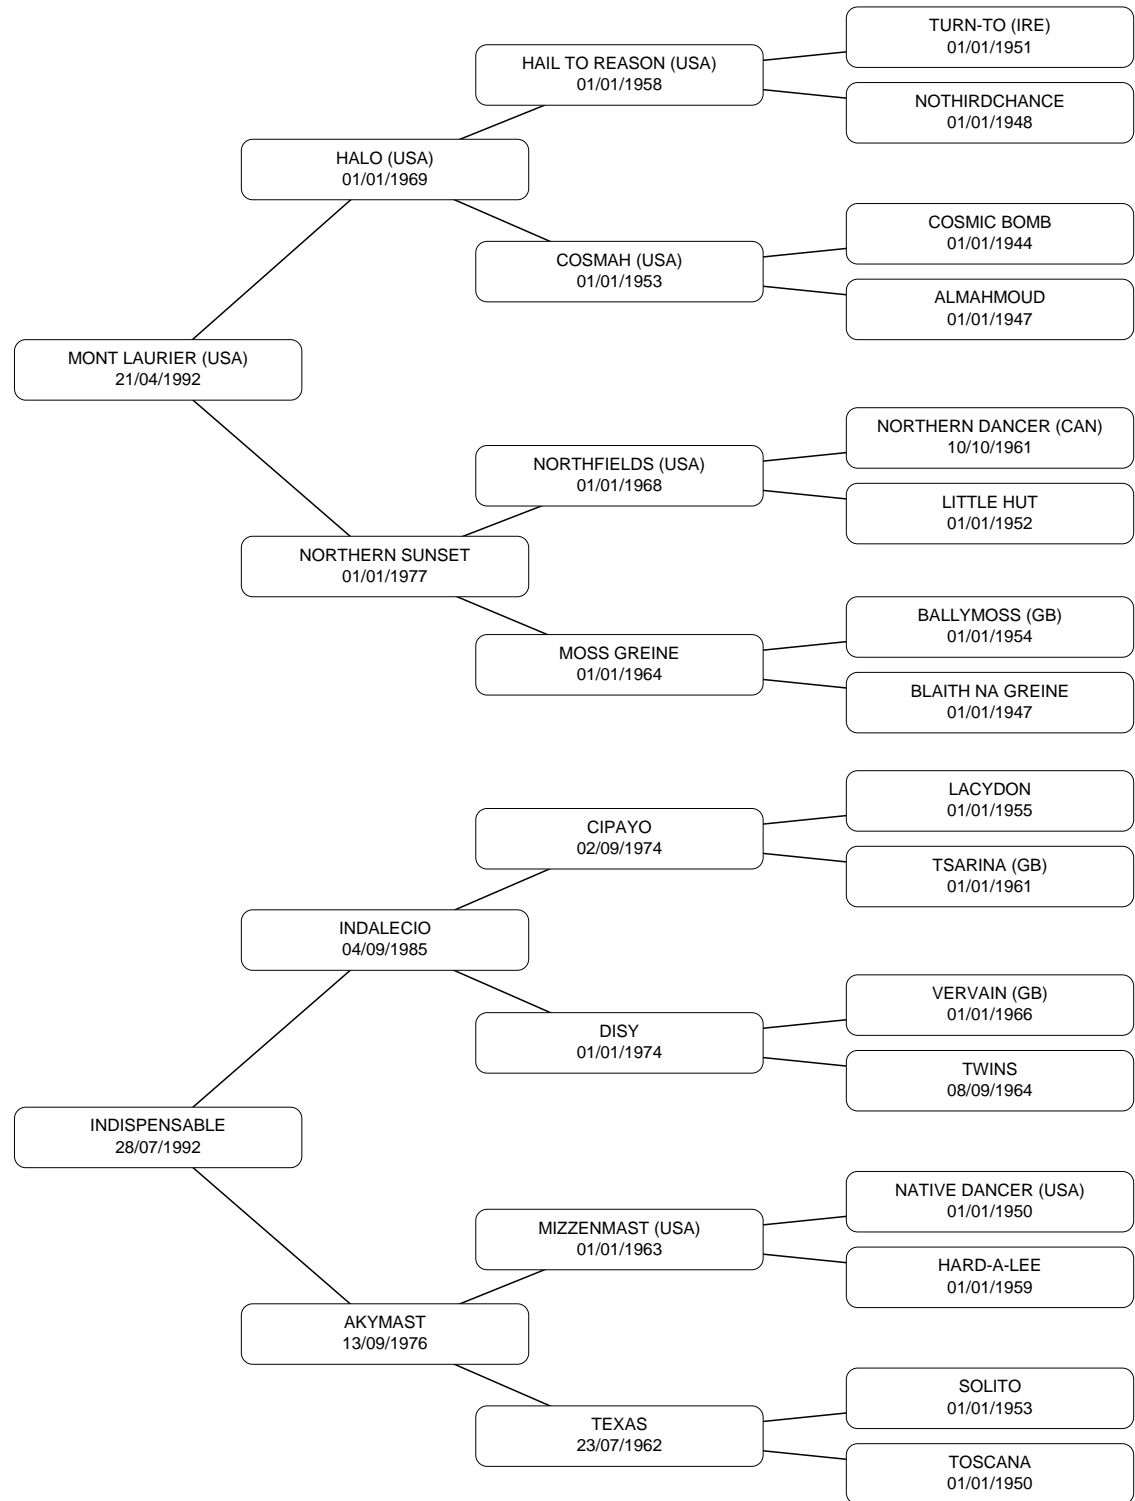 TURN-TO (IRE)
01/01/1951
HAIL TO REASON (USA)
01/01/1958
NOTHIRDCHANCE
01/01/1948
HALO (USA)
01/01/1969
COSMIC BOMB
01/01/1944
COSMAH (USA)
01/01/1953
ALMAHMOUD
01/01/1947
MONT LAURIER (USA)
21/04/1992
NORTHERN DANCER (CAN)
10/10/1961
NORTHFIELDS (USA)
01/01/1968
LITTLE HUT
01/01/1952
NORTHERN SUNSET
01/01/1977
BALLYMOSS (GB)
01/01/1954
MOSS GREINE
01/01/1964
BLAITH NA GREINE
01/01/1947
LACYDON
01/01/1955
CIPAYO
02/09/1974
TSARINA (GB)
01/01/1961
INDALECIO
04/09/1985
VERVAIN (GB)
01/01/1966
DISY
01/01/1974
TWINS
08/09/1964
INDISPENSABLE
28/07/1992
NATIVE DANCER (USA)
01/01/1950
MIZZENMAST (USA)
01/01/1963
HARD-A-LEE
01/01/1959
AKYMAST
13/09/1976
SOLITO
01/01/1953
TEXAS
23/07/1962
TOSCANA
01/01/1950